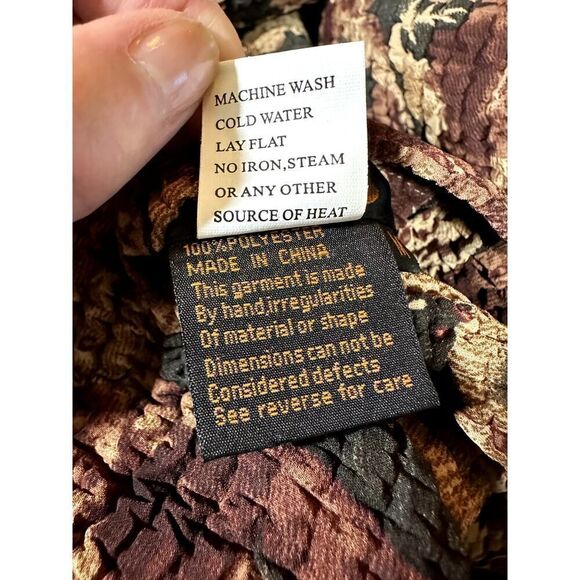 MACHINE WASH
COLD WATER
LAY FLAT
NO IRON,STEAM
OR ANY OTHER
SOURCE OF HEAT
100%POLYESTER
MADE IN CHINA
This garment is made
By hand,irregularities
Of material or shape
Dimensions can not be
Considered defects
See reverse for care